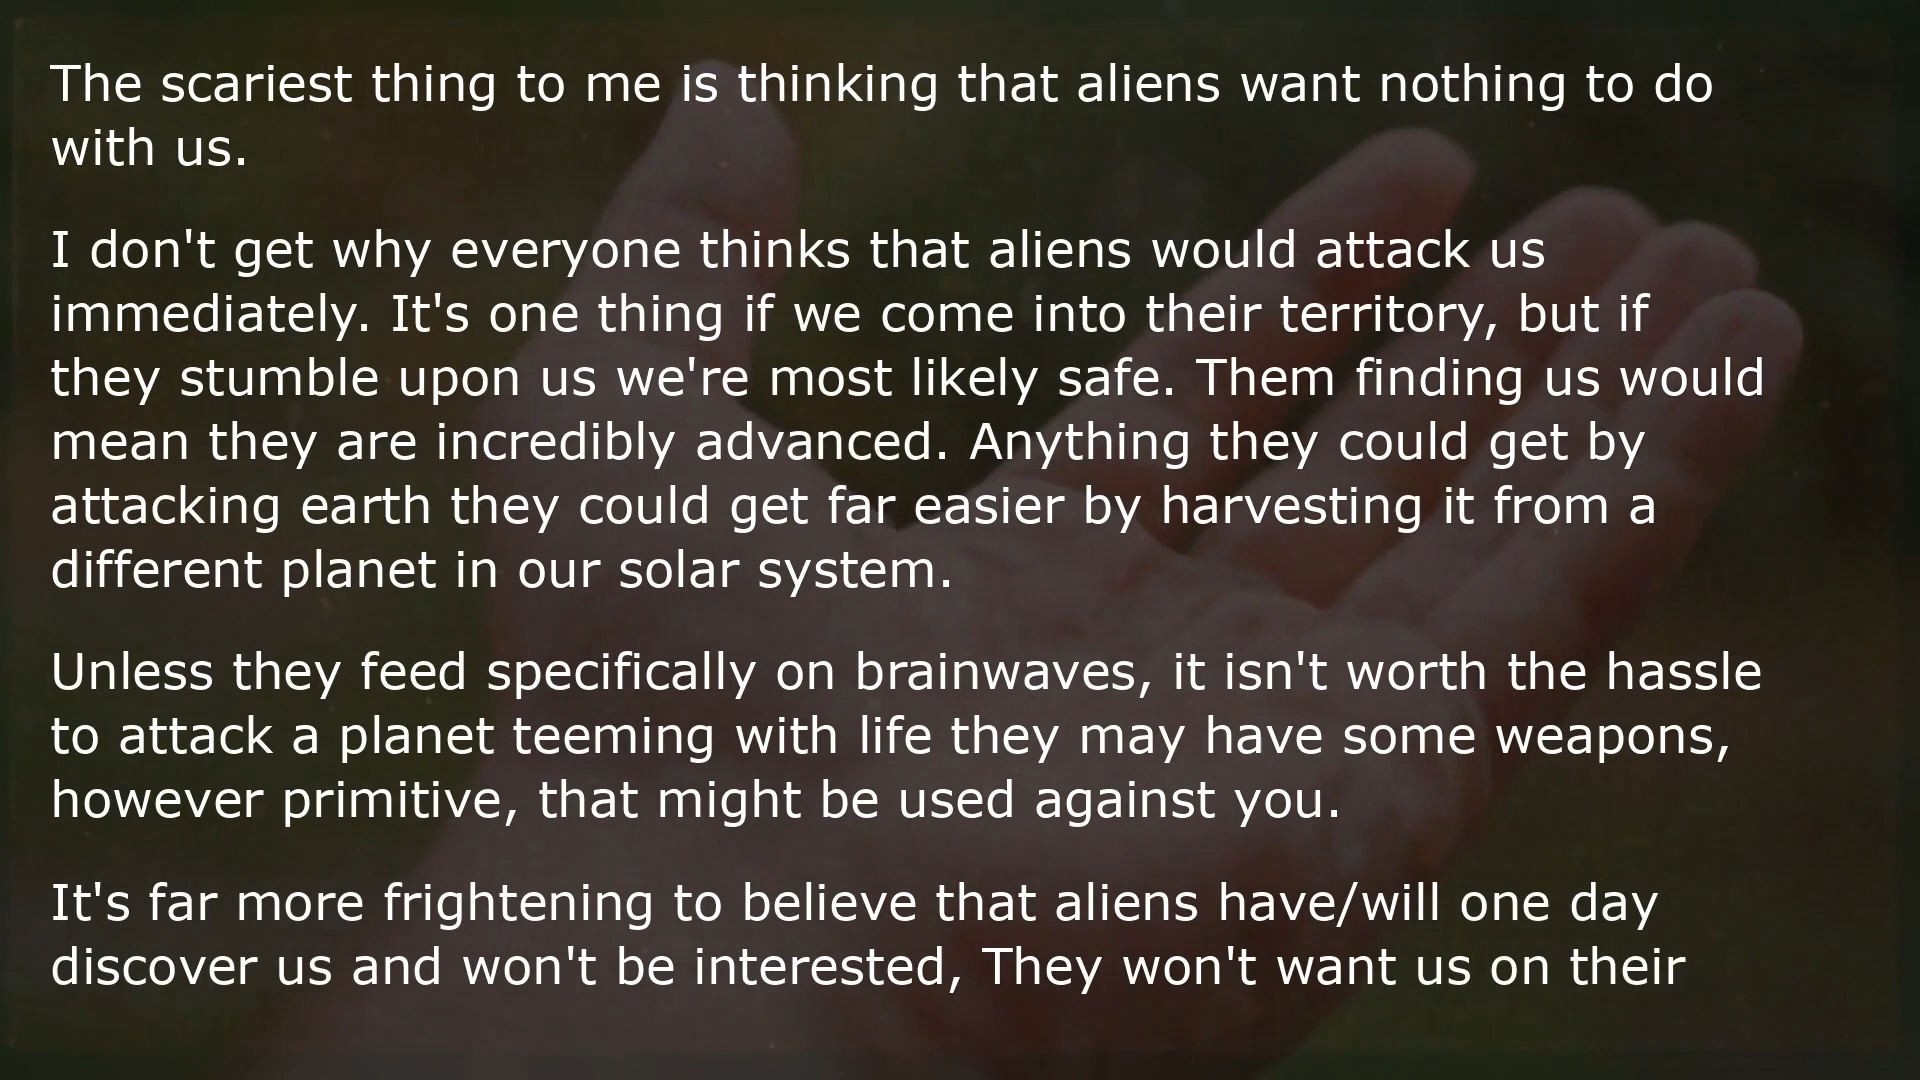 The scariest thing to me is thinking that aliens want nothing to do
with us.
I don't get why everyone thinks that aliens would attack us
immediately. It's one thing if we come into their territory, but if
they stumble upon us we're most likely safe. Them finding us would
mean they are incredibly advanced. Anything they could get by
attacking earth they could get far easier by harvesting it from a
different planet in our solar system.
Unless they feed specifically on brainwaves, it isn't worth the hassle
to attack a planet teeming with life they may have some weapons,
however primitive, that might be used against you.
It's far more frightening to believe that aliens have/will one day
discover us and won't be interested, They won't want us on their